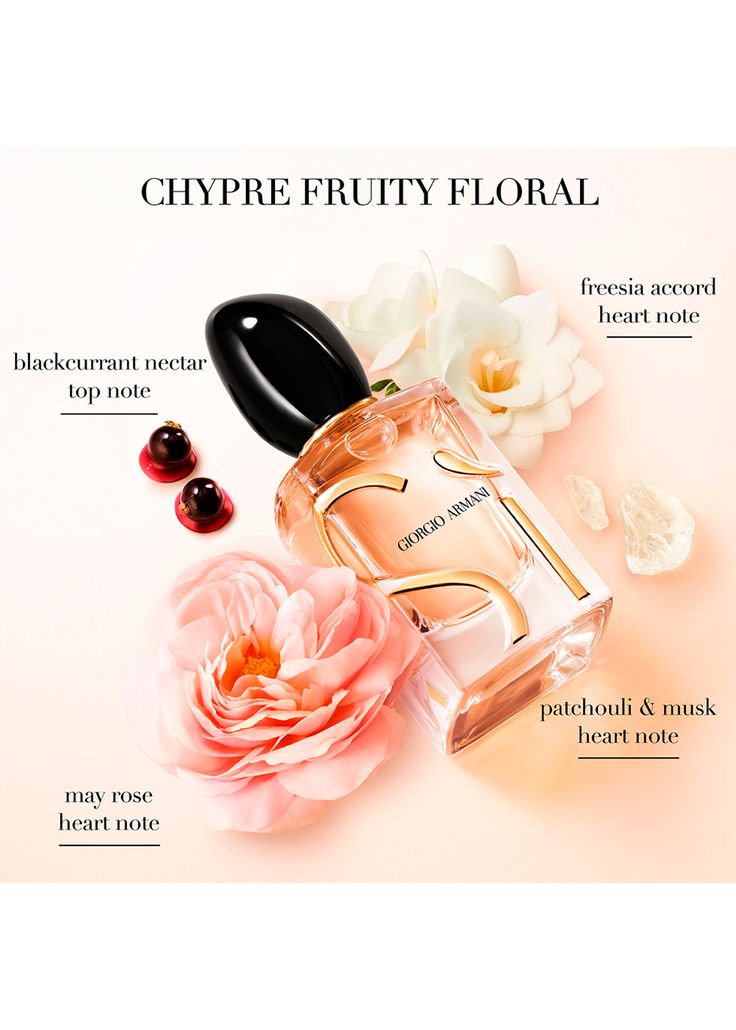 CHYPRE FRUITY FLORAL
freesia accord
heart note
blackcurrant nectar
top note
GIORGIO ARMANI
Sì
patchouli & musk
heart note
may rose
heart note